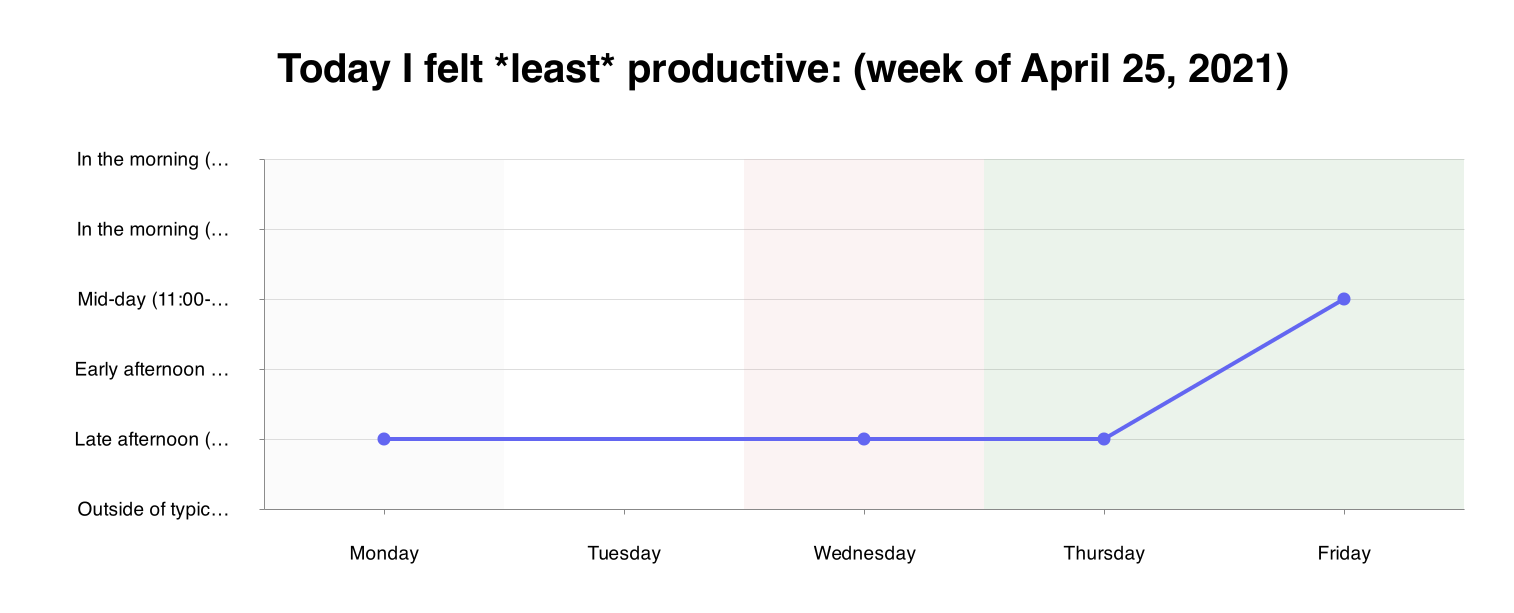 Today I felt *least* productive: (week of April 25, 2021)
In the morning (…
In the morning (…
Mid-day (11:00-…
Early afternoon …
Late afternoon (…
Outside of typic…
Monday
Tuesday
Wednesday
Thursday
Friday